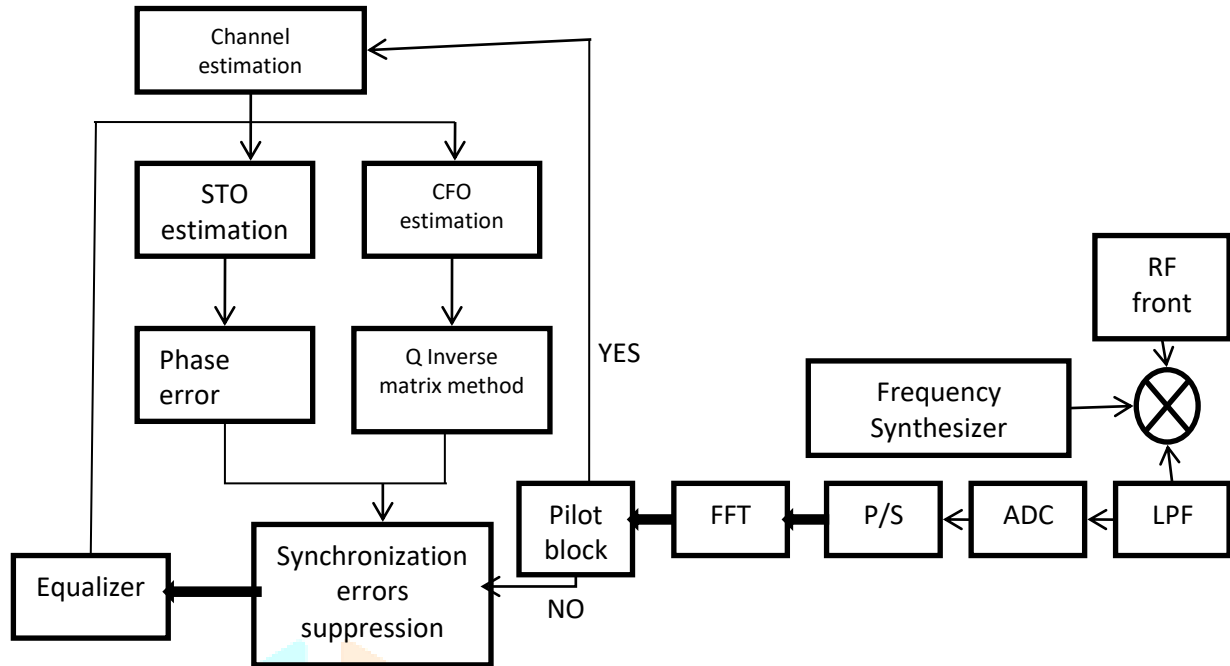 Channel
estimation
STO
estimation
CFO
estimation
RF
front
Phase
error
Q Inverse
matrix method
YES
Frequency
Synthesizer
Pilot
block
FFT
P/S
ADC
LPF
Equalizer
Synchronization
errors
suppression
NO